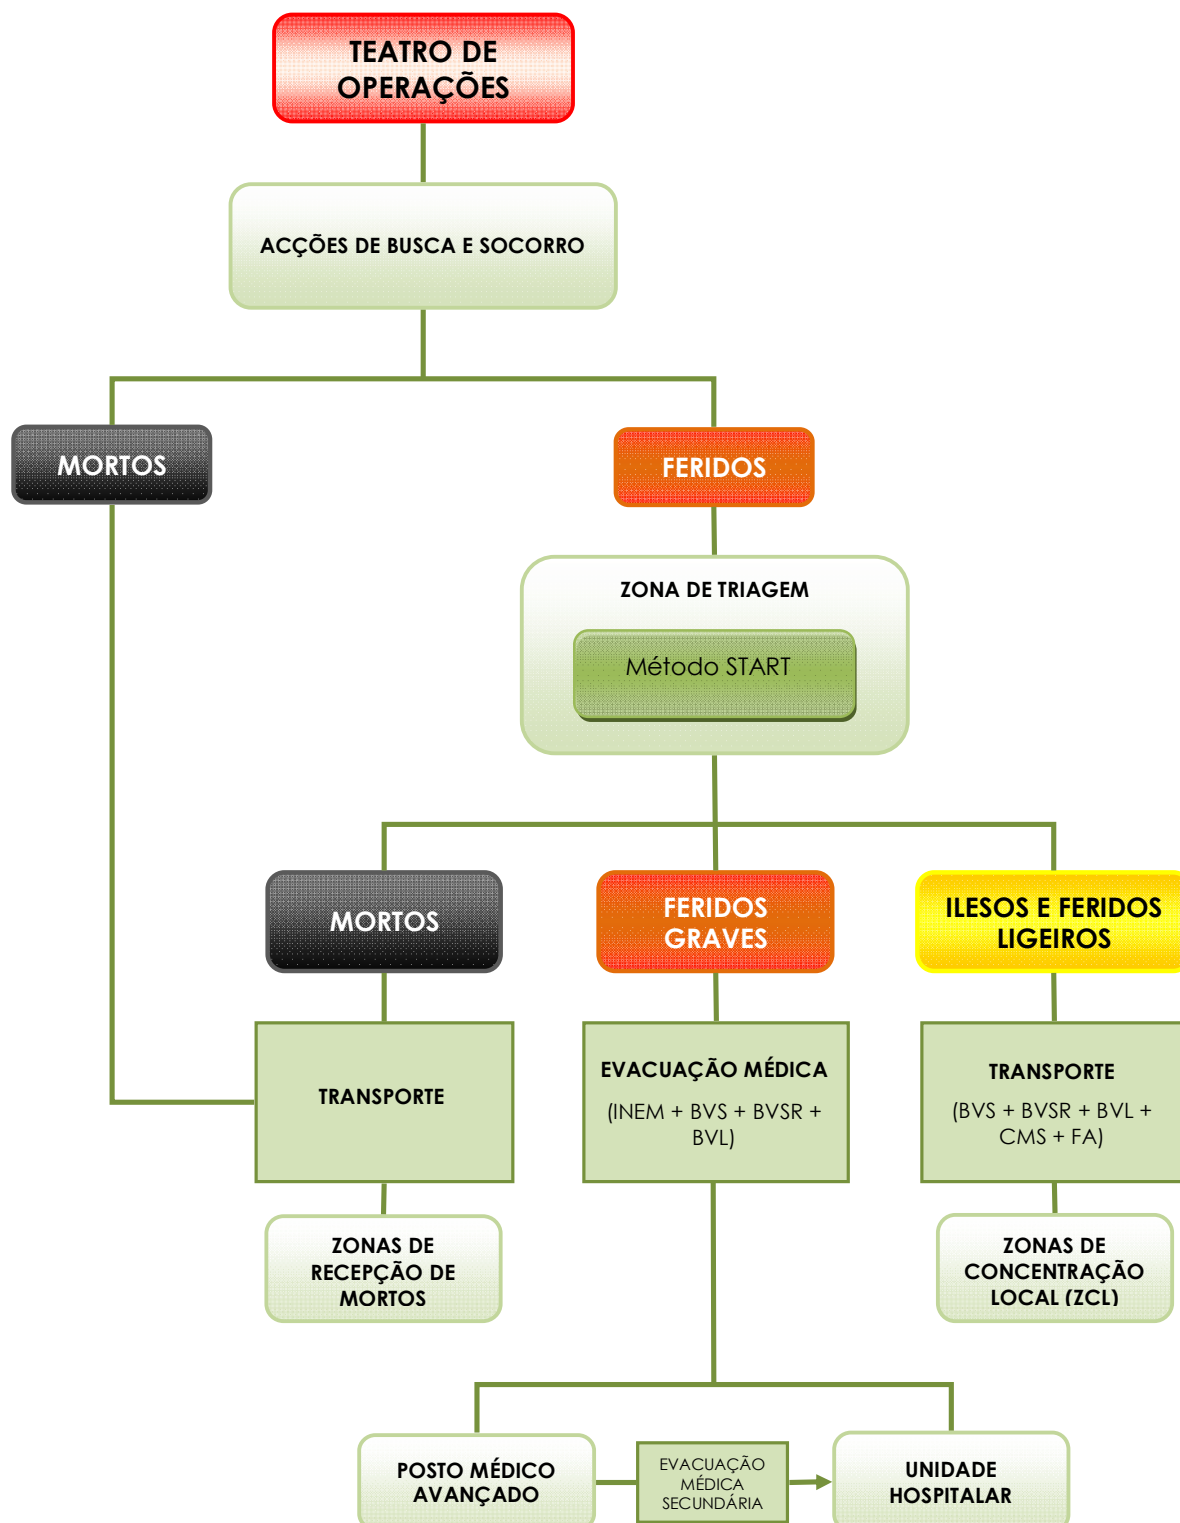 TEATRO DE
OPERAÇÕES
ACÇÕES DE BUSCA E SOCORRO
MORTOS
FERIDOS
ZONA DE TRIAGEM
Método START
MORTOS
FERIDOS
GRAVES
ILESOS E FERIDOS
LIGEIROS
TRANSPORTE
EVACUAÇÃO MÉDICA
(INEM + BVS + BVSR +
BVL)
TRANSPORTE
(BVS + BVSR + BVL +
CMS + FA)
ZONAS DE
RECEPÇÃO DE
MORTOS
ZONAS DE
CONCENTRAÇÃO
LOCAL (ZCL)
POSTO MÉDICO
AVANÇADO
EVACUAÇÃO
MÉDICA
SECUNDÁRIA
UNIDADE
HOSPITALAR